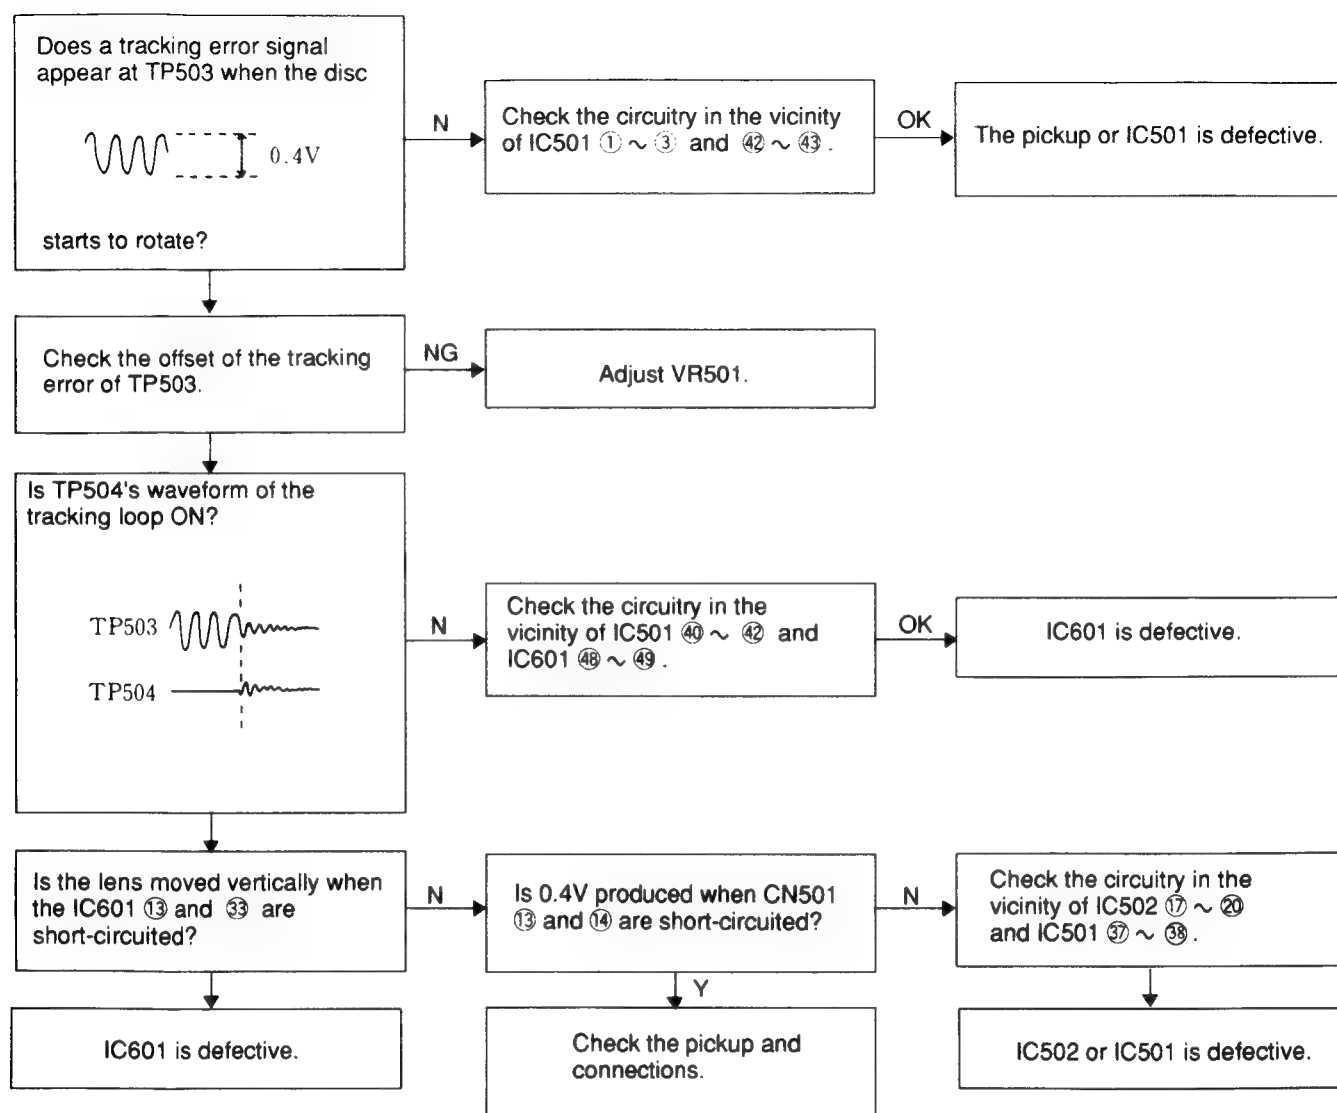 Does a tracking error signal
appear at TP503 when the disc
0.4V
starts to rotate?
N
Check the circuitry in the vicinity
of IC501 ① ~ ③ and ㊷ ~ ㊸.
OK
The pickup or IC501 is defective.
Check the offset of the tracking
error of TP503.
NG
Adjust VR501.
Is TP504's waveform of the
tracking loop ON?
TP503
TP504
N
Check the circuitry in the
vicinity of IC501 ㊵ ~ ㊷ and
IC601 ㊽ ~ ㊾.
OK
IC601 is defective.
Is the lens moved vertically when
the IC601 ⑬ and ㉝ are
short-circuited?
N
Is 0.4V produced when CN501
⑬ and ⑭ are short-circuited?
N
Check the circuitry in the
vicinity of IC502 ⑰ ~ ⑳
and IC501 ㊲ ~ ㊳.
Y
IC601 is defective.
Check the pickup and
connections.
IC502 or IC501 is defective.